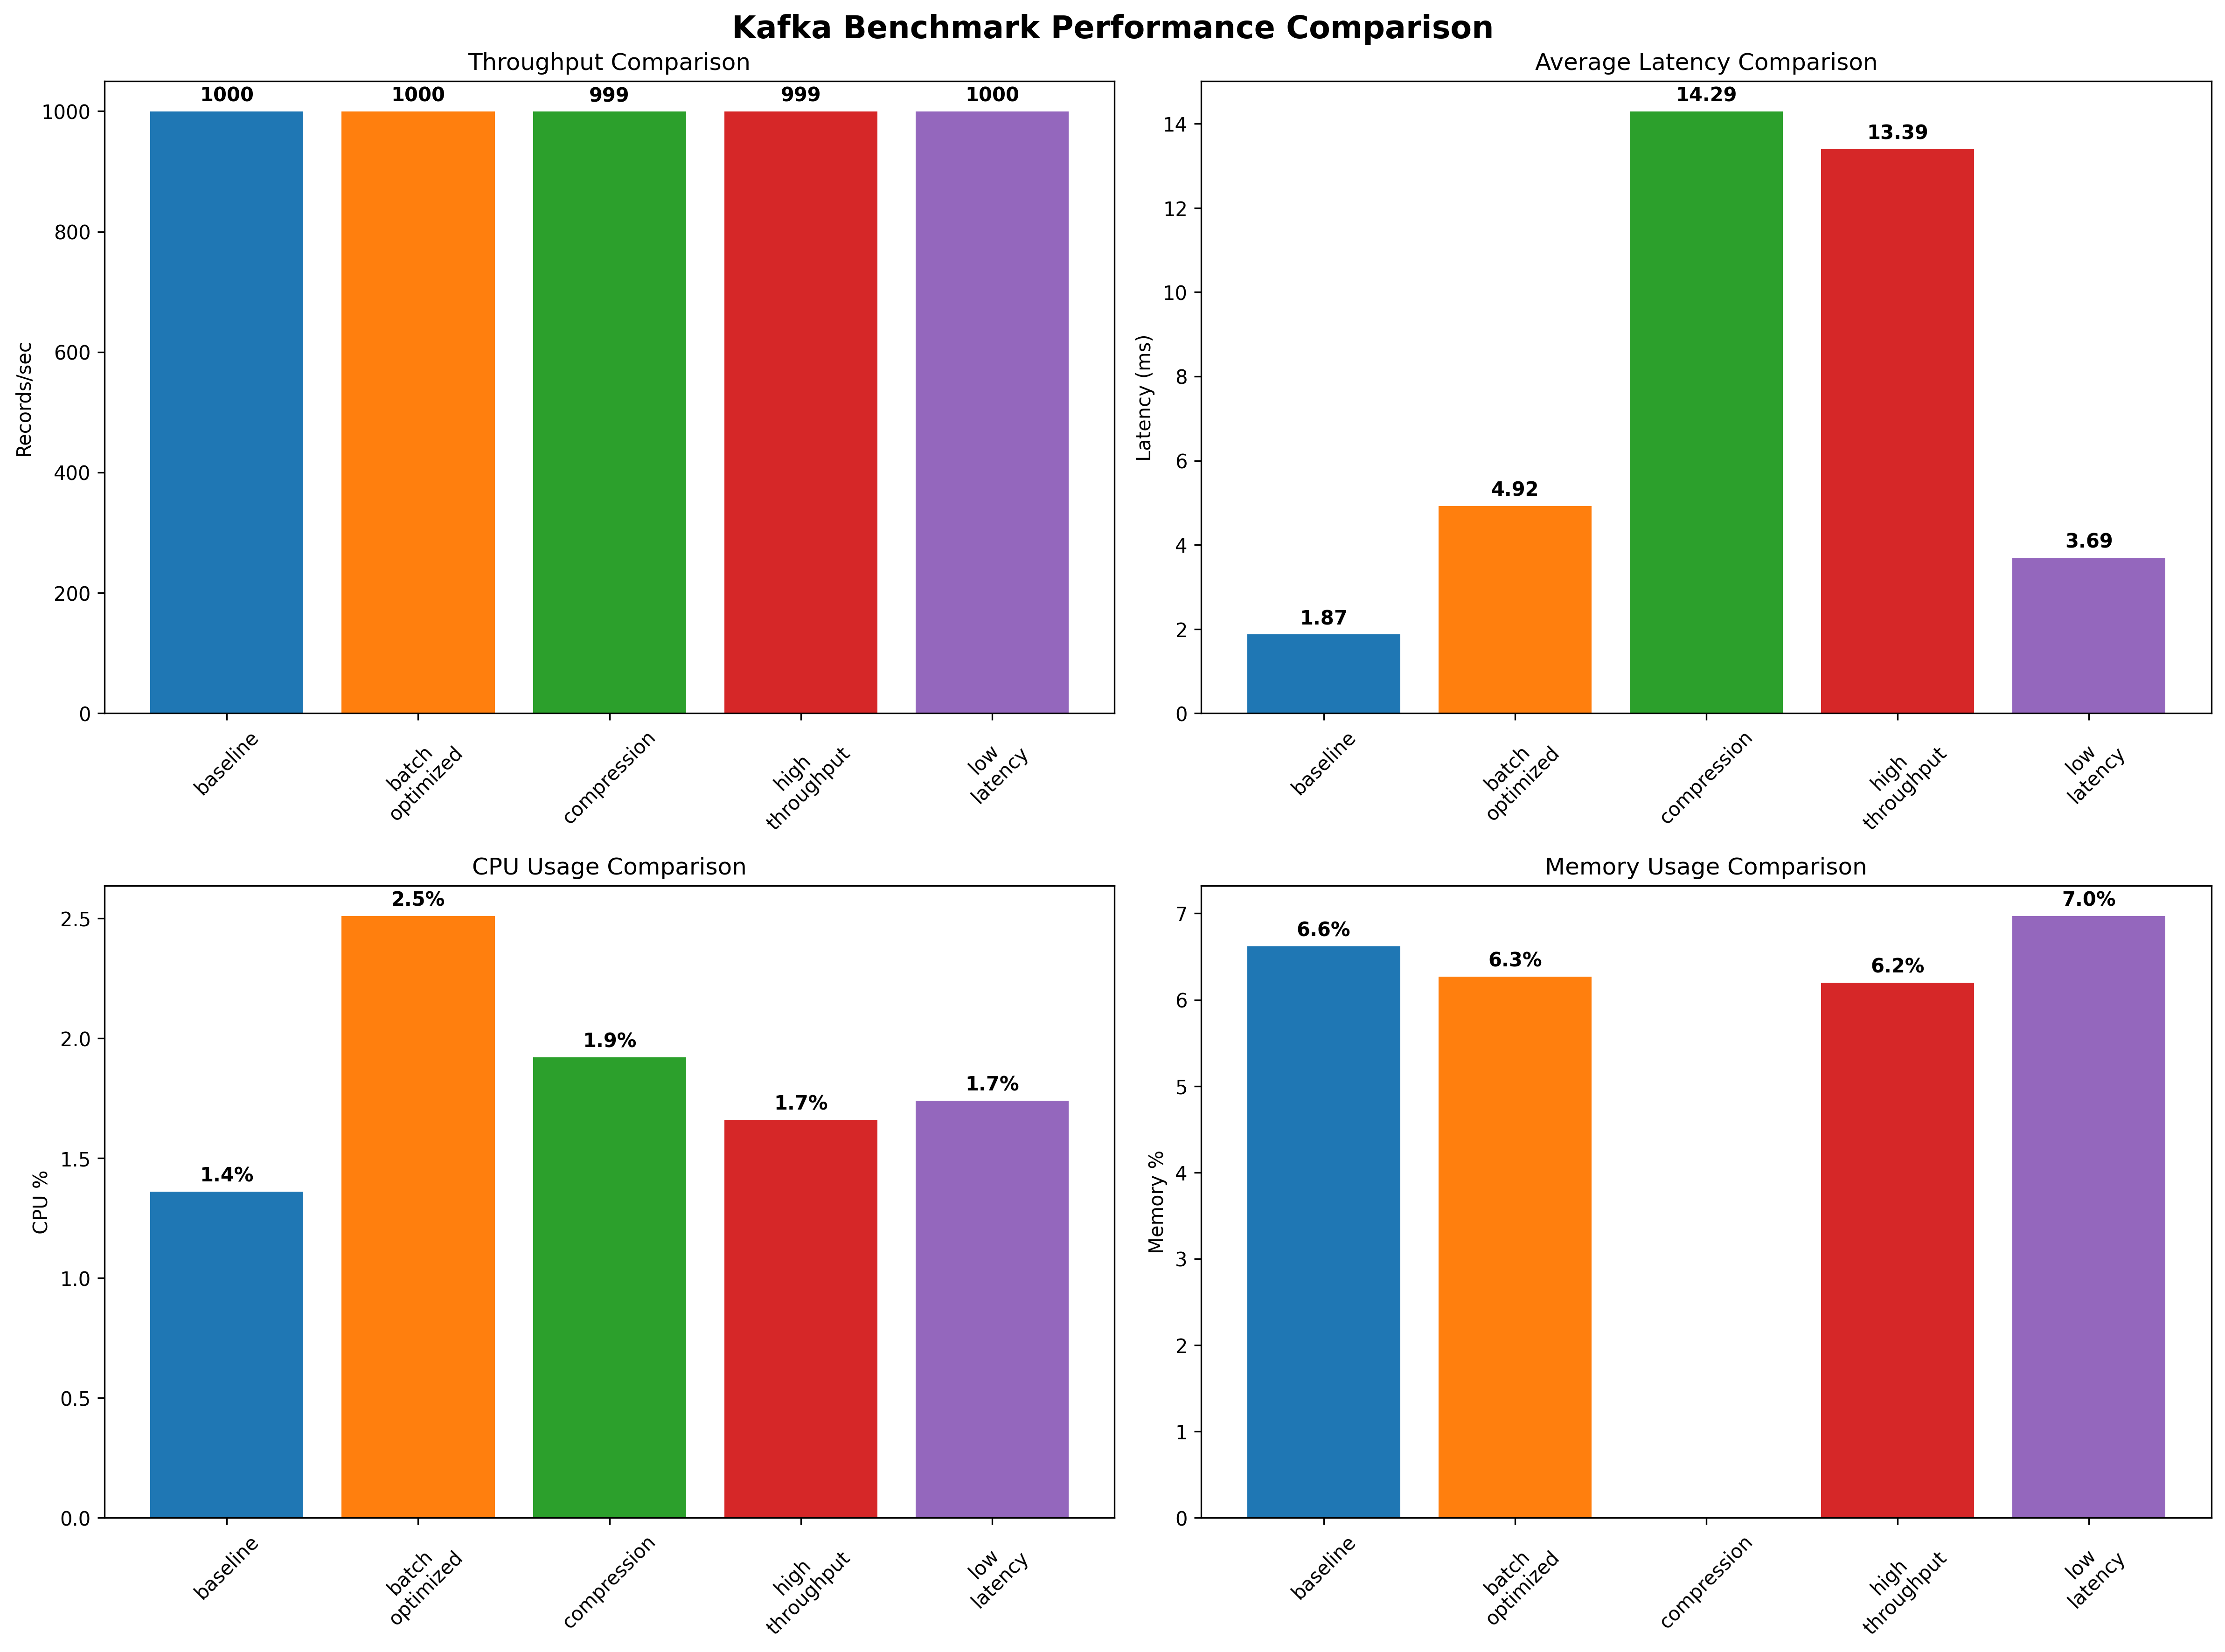 Kafka Benchmark Performance Comparison
Throughput Comparison
Records/sec
1000
800
600
400
200
0
1000
1000
999
999
1000
baseline
batch
optimized
compression
high
throughput
low
latency
Average Latency Comparison
Latency (ms)
14
12
10
8
6
4
2
0
1.87
4.92
14.29
13.39
3.69
baseline
batch
optimized
compression
high
throughput
low
latency
CPU Usage Comparison
CPU %
2.5
2.0
1.5
1.0
0.5
0.0
1.4%
2.5%
1.9%
1.7%
1.7%
baseline
batch
optimized
compression
high
throughput
low
latency
Memory Usage Comparison
Memory %
7
6
5
4
3
2
1
0
6.6%
6.3%
6.2%
7.0%
baseline
batch
optimized
compression
high
throughput
low
latency